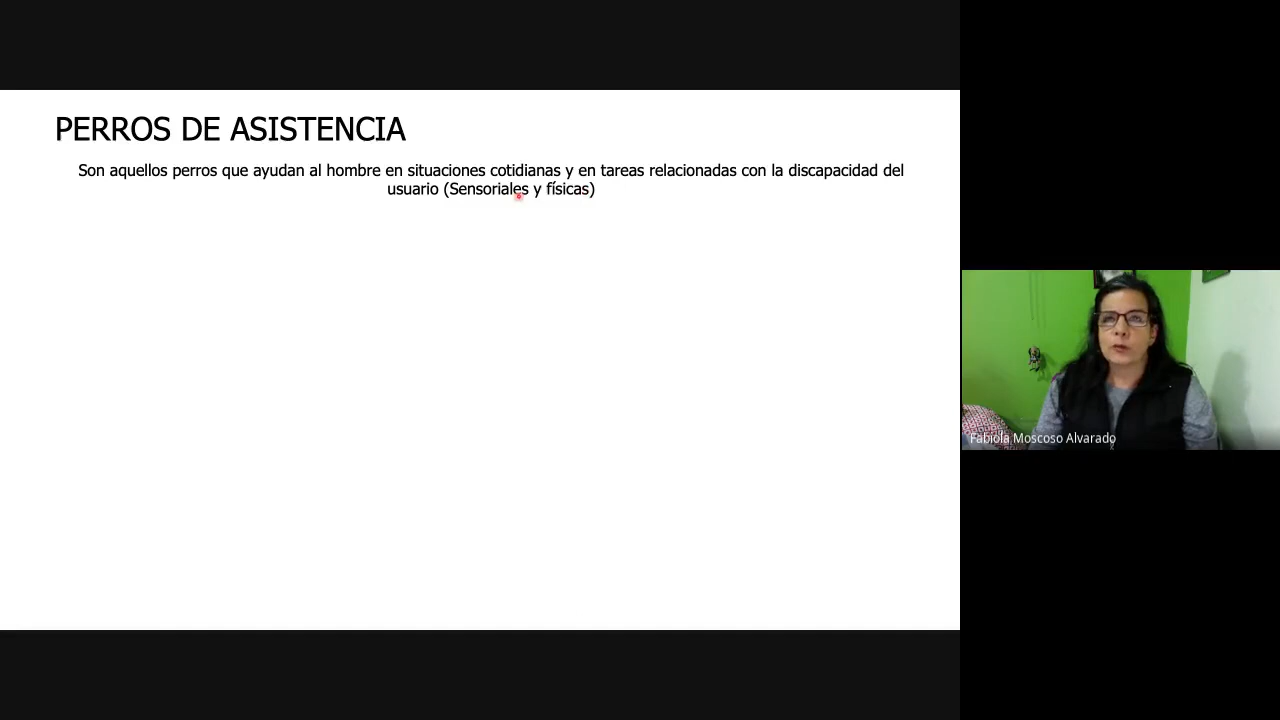 PERROS DE ASISTENCIA
Son aquellos perros que ayudan al hombre en situaciones cotidianas y en tareas relacionadas con la discapacidad del
usuario (Sensoriales y físicas)
Fabiola Moscoso Alvarado